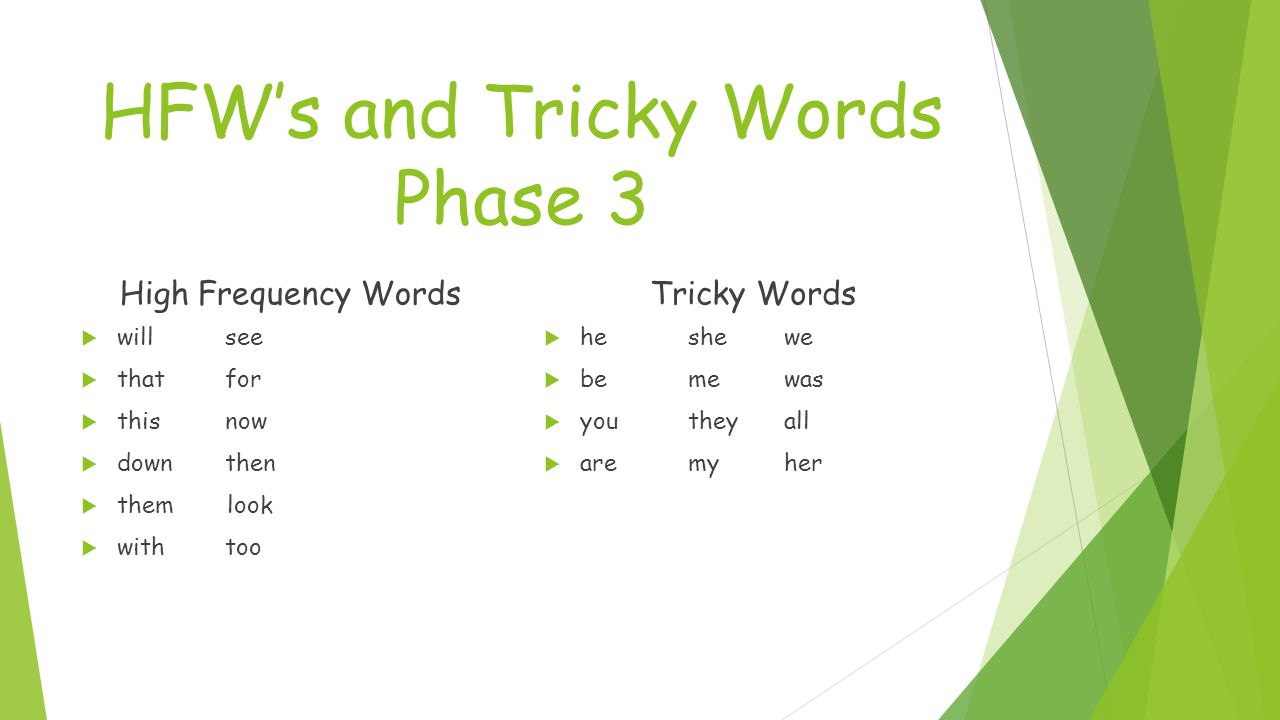 HFW’s and Tricky Words
Phase 3
High Frequency Words
will see
that for
this now
down then
them look
with too
Tricky Words
he she we
be me was
you they all
are my her